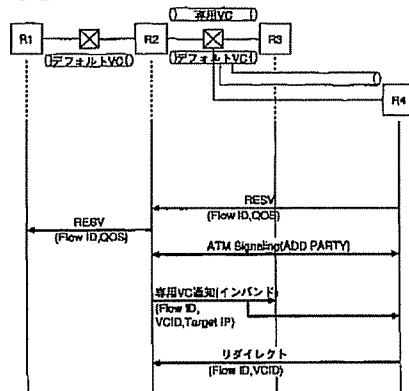 専用VC
R1
R2
R3
デフォルトVC
デフォルトVC
R4
RESV
(Flow ID,QOS)
RESV
(Flow ID,QOS)
ATM Signaling(ADD PARTY)
専用VC通知(インバンド)
(Flow ID,
VCID,Target IP)
リダイレクト
(Flow ID,VCID)